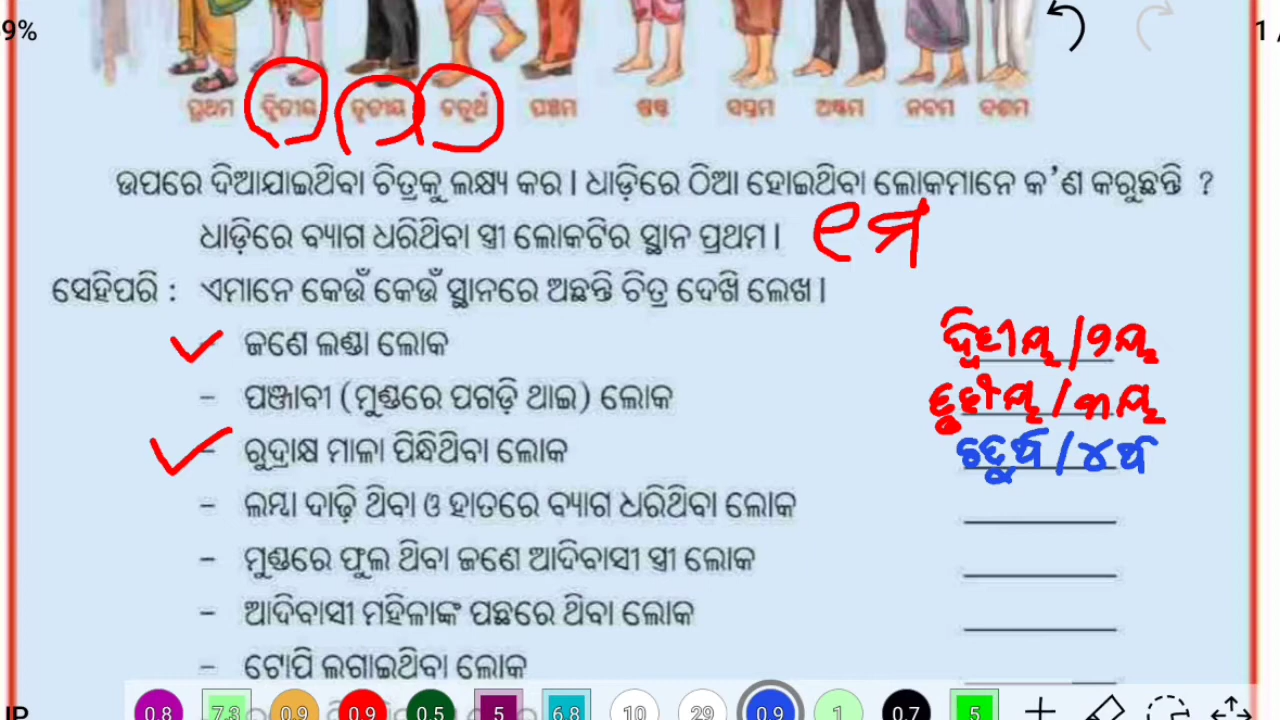 9%
1 /
ପ୍ରଥମ ଦ୍ୱିତୀୟ ତୃତୀୟ ଚତୁର୍ଥ ପଞ୍ଚମ ଷଷ୍ଠ ସପ୍ତମ ଅଷ୍ଟମ ନବମ ଦଶମ
ଉପରେ ଦିଆଯାଇଥିବା ଚିତ୍ରକୁ ଲକ୍ଷ୍ୟ କର । ଧାଡ଼ିରେ ଠିଆ ହୋଇଥିବା ଲୋକମାନେ କ'ଣ କରୁଛନ୍ତି ?
ଧାଡ଼ିରେ ବ୍ୟାଗ ଧରିଥିବା ସ୍ତ୍ରୀ ଲୋକଟିର ସ୍ଥାନ ପ୍ରଥମ । ୧ମ
ସେହିପରି : ଏମାନେ କେଉଁ କେଉଁ ସ୍ଥାନରେ ଅଛନ୍ତି ଚିତ୍ର ଦେଖି ଲେଖ ।
- ଜଣେ ଲଣ୍ଡା ଲୋକ ଦ୍ୱିତୀୟ / ୨ୟ
- ପଞ୍ଜାବୀ (ମୁଣ୍ଡରେ ପଗଡ଼ି ଥାଇ) ଲୋକ ତୃତୀୟ / ୩ୟ
- ରୁଦ୍ରାକ୍ଷ ମାଳା ପିନ୍ଧିଥିବା ଲୋକ ଚତୁର୍ଥ / ୪ର୍ଥ
- ଲମ୍ବା ଦାଢ଼ି ଥିବା ଓ ହାତରେ ବ୍ୟାଗ ଧରିଥିବା ଲୋକ
- ମୁଣ୍ଡରେ ଫୁଲ ଥିବା ଜଣେ ଆଦିବାସୀ ସ୍ତ୍ରୀ ଲୋକ
- ଆଦିବାସୀ ମହିଳାଙ୍କ ପଛରେ ଥିବା ଲୋକ
- ଟୋପି ଲଗାଇଥିବା ଲୋକ
0.8 7.3 0.9 0.9 0.5 5 6.8 10 29 0.9 1 0.7 5